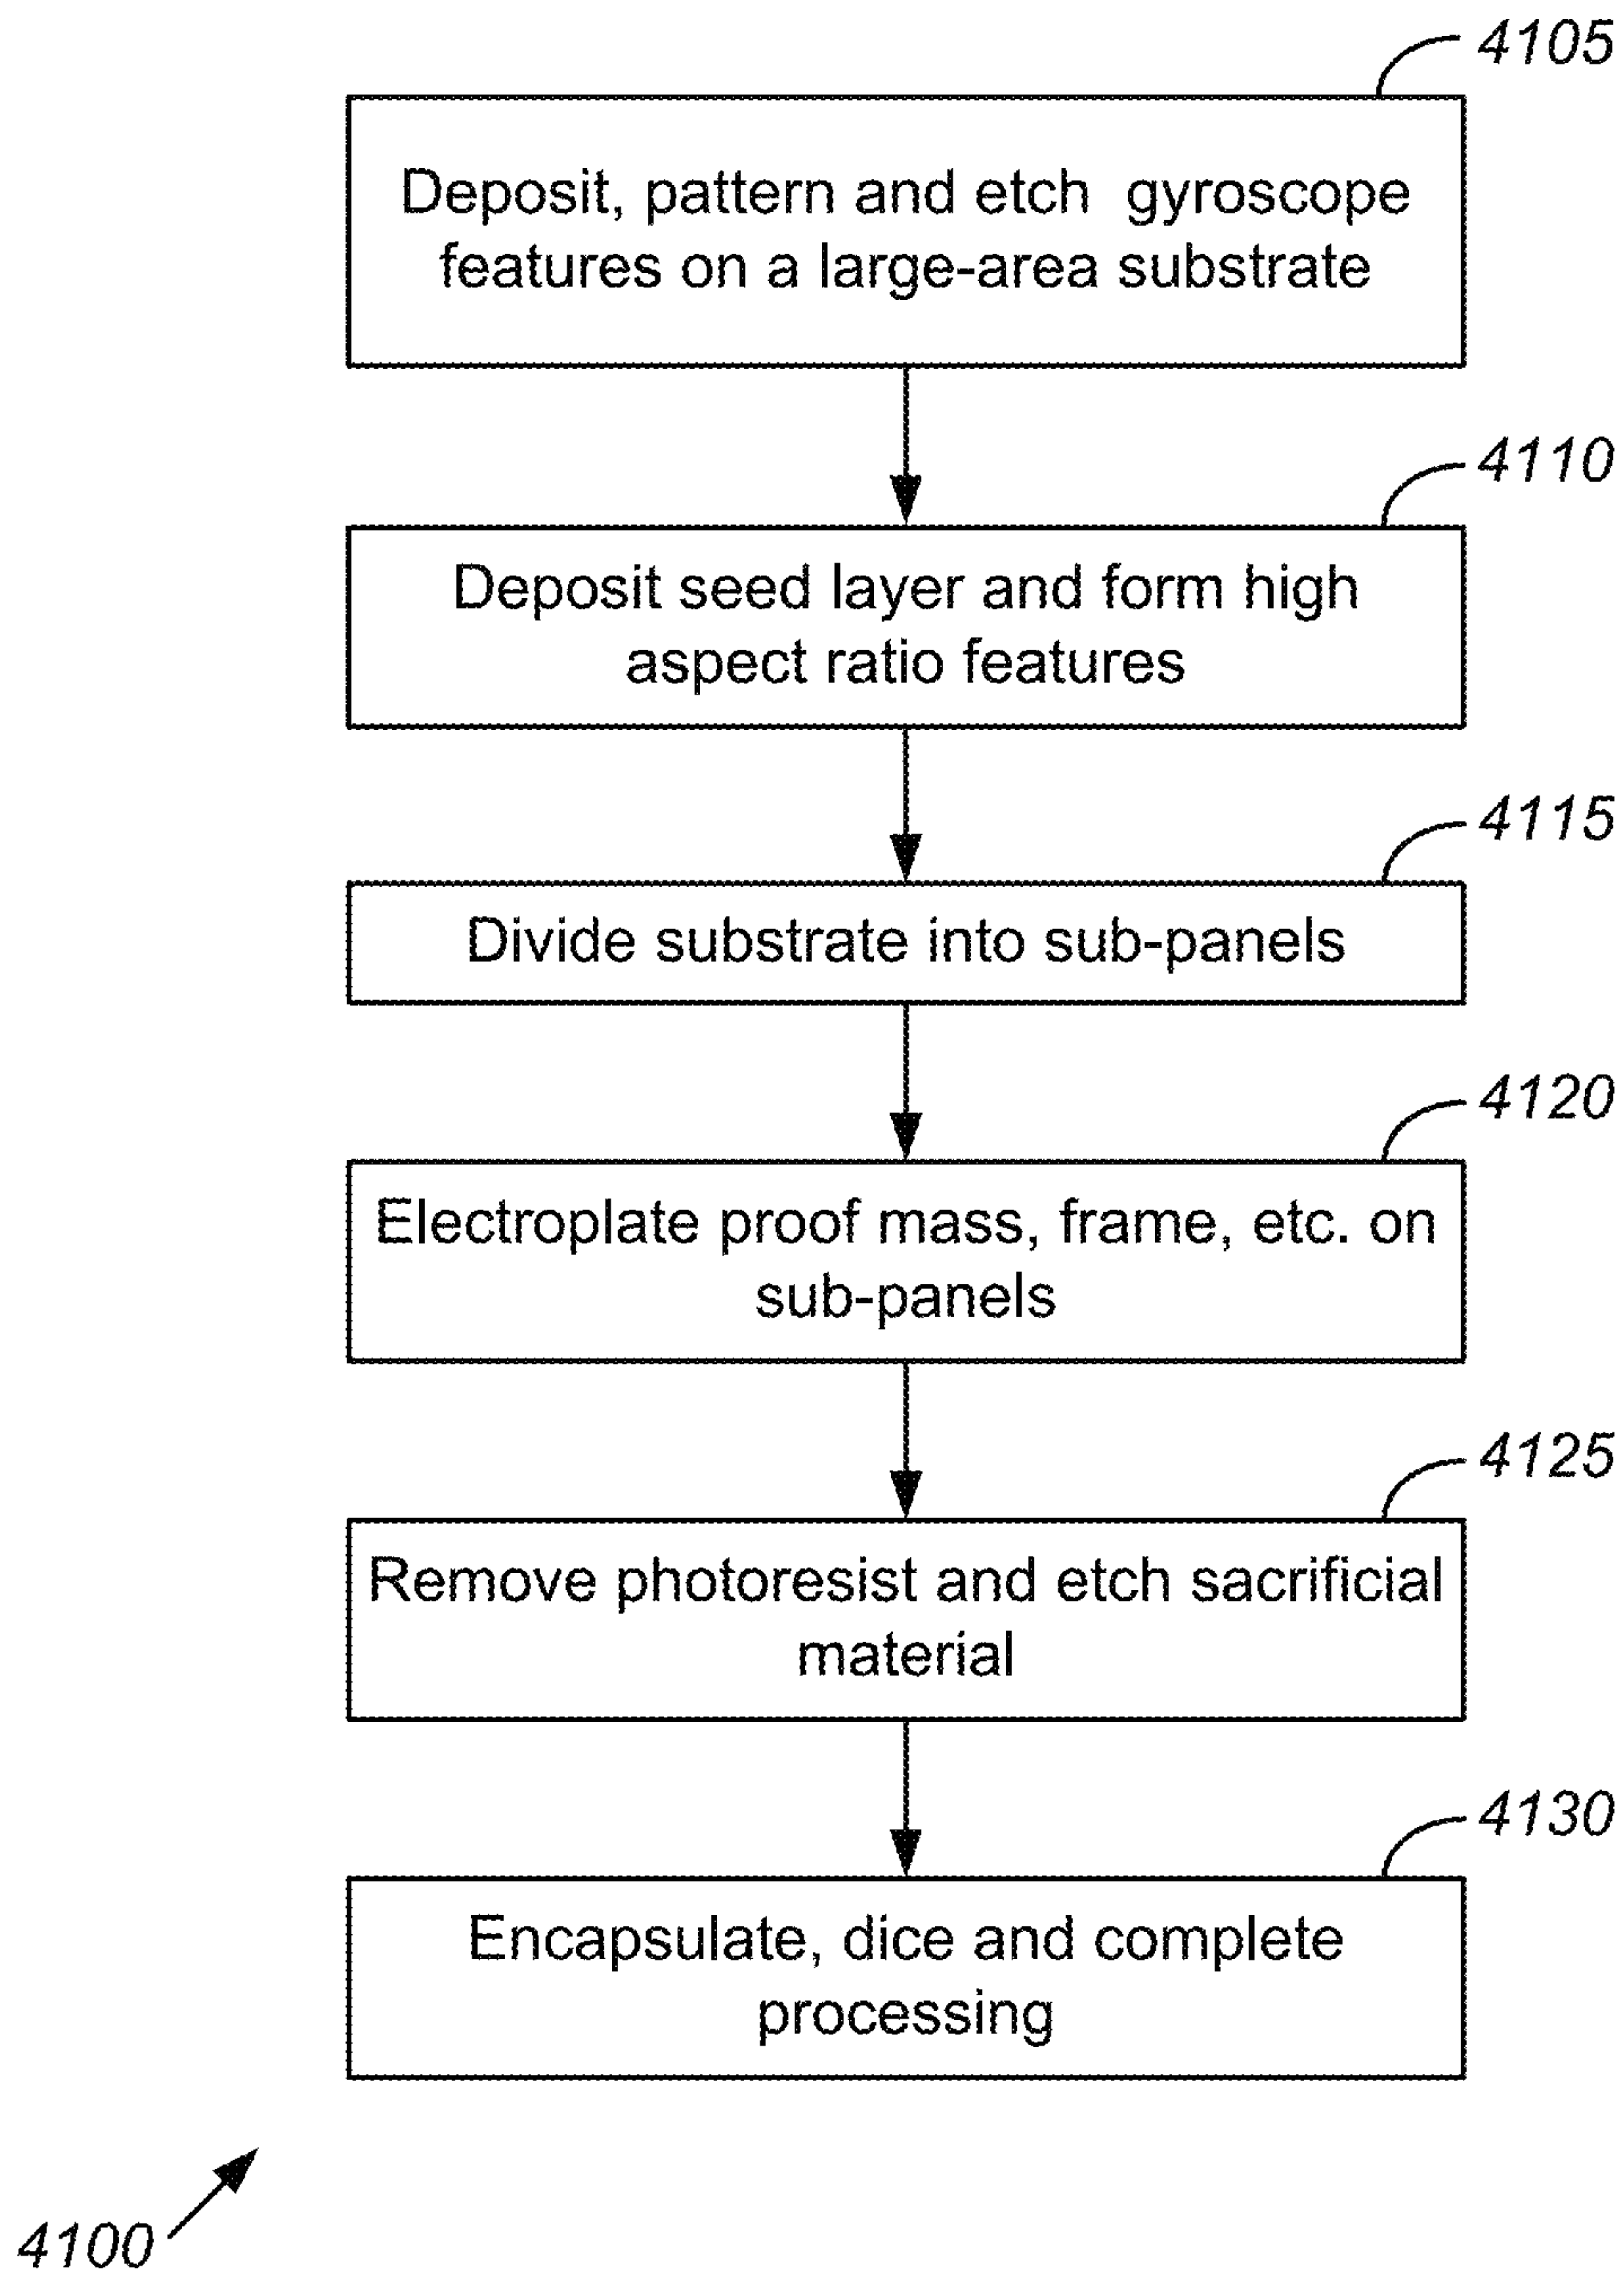 4105
Deposit, pattern and etch gyroscope
features on a large-area substrate
4110
Deposit seed layer and form high
aspect ratio features
4115
Divide substrate into sub-panels
4120
Electroplate proof mass, frame, etc. on
sub-panels
4125
Remove photoresist and etch sacrificial
material
4130
Encapsulate, dice and complete
processing
4100